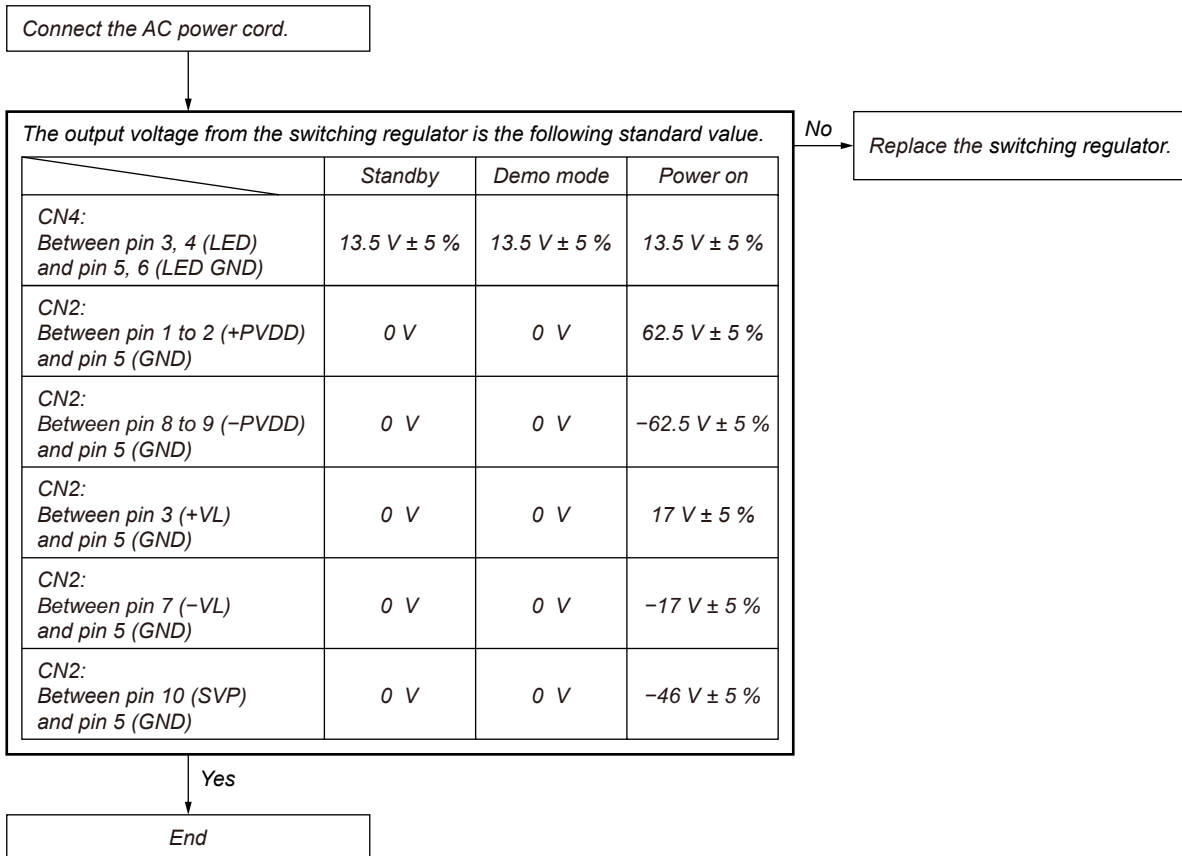 Connect the AC power cord.
The output voltage from the switching regulator is the following standard value.
No
Replace the switching regulator.
Standby
Demo mode
Power on
CN4:
Between pin 3, 4 (LED)
and pin 5, 6 (LED GND)
13.5 V ± 5 %
13.5 V ± 5 %
13.5 V ± 5 %
CN2:
Between pin 1 to 2 (+PVDD)
and pin 5 (GND)
0 V
0 V
62.5 V ± 5 %
CN2:
Between pin 8 to 9 (−PVDD)
and pin 5 (GND)
0 V
0 V
−62.5 V ± 5 %
CN2:
Between pin 3 (+VL)
and pin 5 (GND)
0 V
0 V
17 V ± 5 %
CN2:
Between pin 7 (−VL)
and pin 5 (GND)
0 V
0 V
−17 V ± 5 %
CN2:
Between pin 10 (SVP)
and pin 5 (GND)
0 V
0 V
−46 V ± 5 %
Yes
End